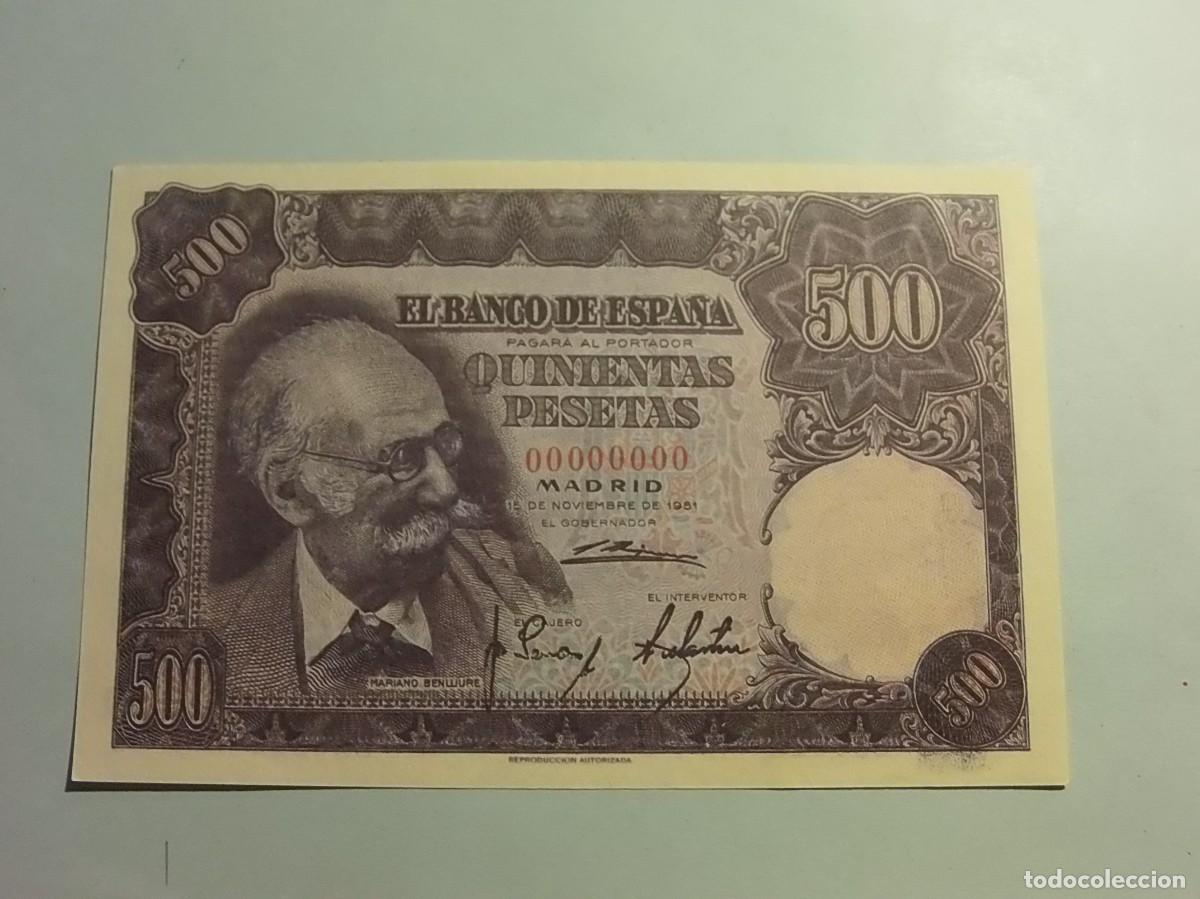 500
500
EL BANCO DE ESPAÑA
PAGARÁ AL PORTADOR
QUINIENTAS
PESETAS
00000000
MADRID
15 DE NOVIEMBRE DE 1951
EL GOBERNADOR
EL INTERVENTOR
EL CAJERO
MARIANO BENLLIURE
500
500
REPRODUCCION AUTORIZADA
todocoleccion